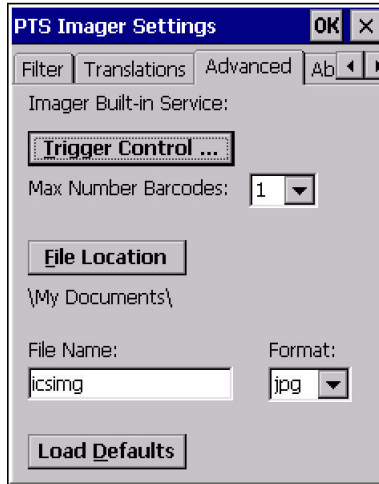 PTS Imager Settings OK ×
Filter Translations Advanced Ab
Imager Built-in Service:
Trigger Control ...
Max Number Barcodes: 1
File Location
\My Documents\
File Name: Format:
icsimg jpg
Load Defaults